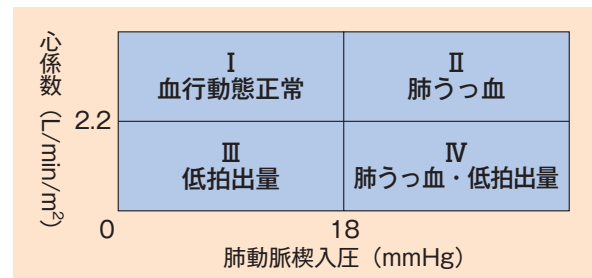 心係数（L/min/m²）
Ⅰ
血行動態正常
Ⅱ
肺うっ血
2.2
Ⅲ
低拍出量
Ⅳ
肺うっ血・低拍出量
0
18
肺動脈楔入圧（mmHg）